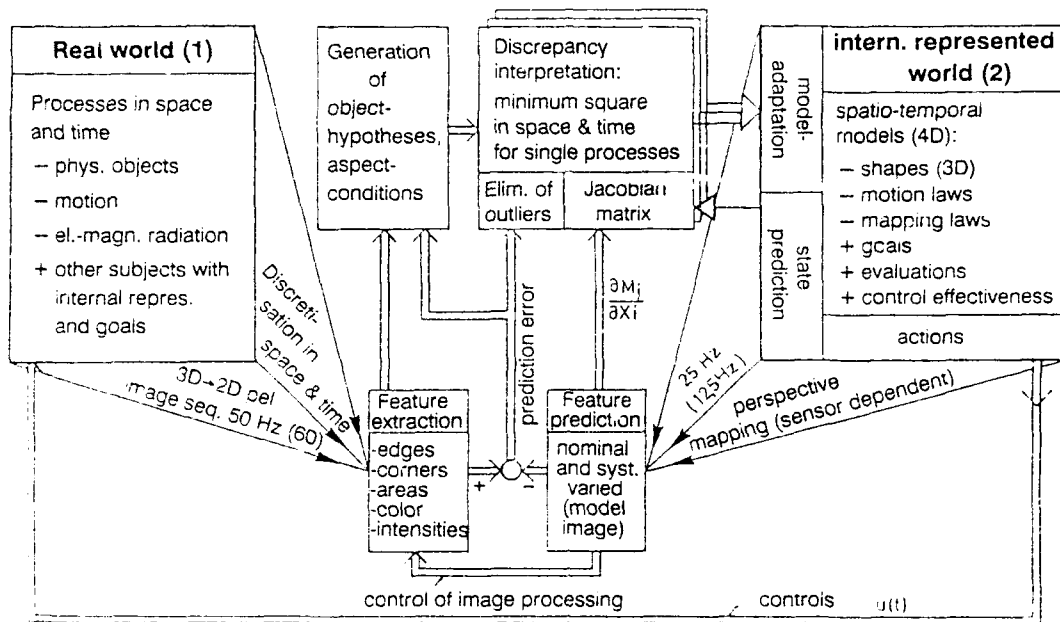 Real world (1)
Processes in space
and time
– phys. objects
– motion
– el.-magn. radiation
+ other subjects with
internal repres.
and goals
Generation
of
object-
hypotheses,
aspect-
conditions
Discrepancy
interpretation:
minimum square
in space & time
for single processes
Elim. of
outliers
Jacobian
matrix
model-
adaptation
state
prediction
intern. represented
world (2)
spatio-temporal
models (4D):
– shapes (3D)
– motion laws
– mapping laws
+ goals
+ evaluations
+ control effectiveness
actions
Discreti-
sation in
space & time
3D→2D pel
image seq. 50 Hz (60)
prediction error
∂Mj
∂Xi
25 Hz
(12.5Hz)
perspective
mapping (sensor dependent)
Feature
extraction
-edges
-corners
-areas
-color
-intensities
+
–
Feature
prediction
nominal
and syst.
varied
(model
image)
control of image processing
controls u(t)